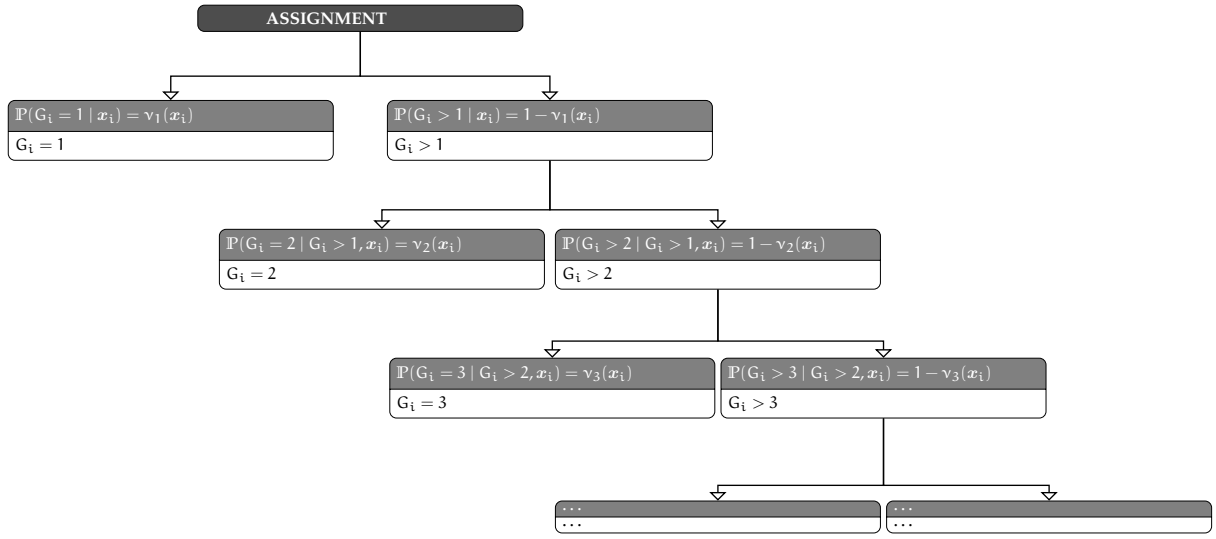 ASSIGNMENT
ℙ(Gᵢ = 1 | 𝒙ᵢ) = ν₁(𝒙ᵢ)
Gᵢ = 1
ℙ(Gᵢ > 1 | 𝒙ᵢ) = 1 − ν₁(𝒙ᵢ)
Gᵢ > 1
ℙ(Gᵢ = 2 | Gᵢ > 1, 𝒙ᵢ) = ν₂(𝒙ᵢ)
Gᵢ = 2
ℙ(Gᵢ > 2 | Gᵢ > 1, 𝒙ᵢ) = 1 − ν₂(𝒙ᵢ)
Gᵢ > 2
ℙ(Gᵢ = 3 | Gᵢ > 2, 𝒙ᵢ) = ν₃(𝒙ᵢ)
Gᵢ = 3
ℙ(Gᵢ > 3 | Gᵢ > 2, 𝒙ᵢ) = 1 − ν₃(𝒙ᵢ)
Gᵢ > 3
···
···
···
···